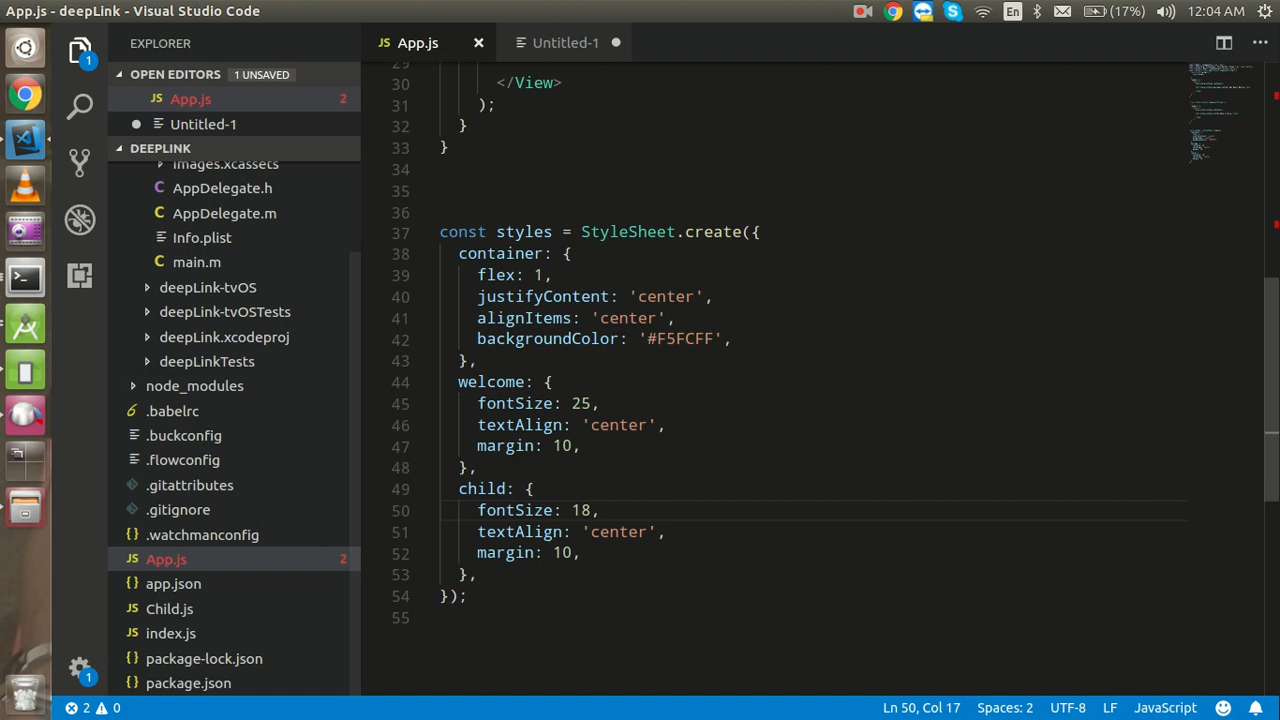 App.js - deepLink - Visual Studio Code
En
(17%)
12:04 AM
EXPLORER
OPEN EDITORS 1 UNSAVED
JS App.js 2
Untitled-1
DEEPLINK
Images.xcassets
C AppDelegate.h
C AppDelegate.m
Info.plist
C main.m
deepLink-tvOS
deepLink-tvOSTests
deepLink.xcodeproj
deepLinkTests
node_modules
.babelrc
.buckconfig
.flowconfig
.gitattributes
.gitignore
{} .watchmanconfig
JS App.js 2
{} app.json
JS Child.js
JS index.js
{} package-lock.json
{} package.json
1
1
JS App.js
Untitled-1
29
30 </View>
31 );
32 }
33 }
34
35
36
37 const styles = StyleSheet.create({
38 container: {
39 flex: 1,
40 justifyContent: 'center',
41 alignItems: 'center',
42 backgroundColor: '#F5FCFF',
43 },
44 welcome: {
45 fontSize: 25,
46 textAlign: 'center',
47 margin: 10,
48 },
49 child: {
50 fontSize: 18,
51 textAlign: 'center',
52 margin: 10,
53 },
54 });
55
2 0
Ln 50, Col 17
Spaces: 2
UTF-8
LF
JavaScript